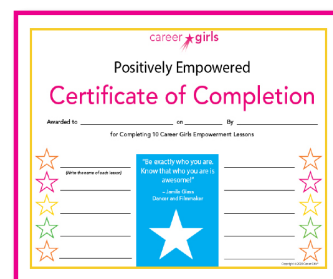 career girls
Positively Empowered
Certificate of Completion
Awarded to on By
for Completing 10 Career Girls Empowerment Lessons
(Write the name of each lesson)
"Be exactly who you are.
Know that who you are is
awesome!"
– Jamila Glass
Dancer and Filmmaker